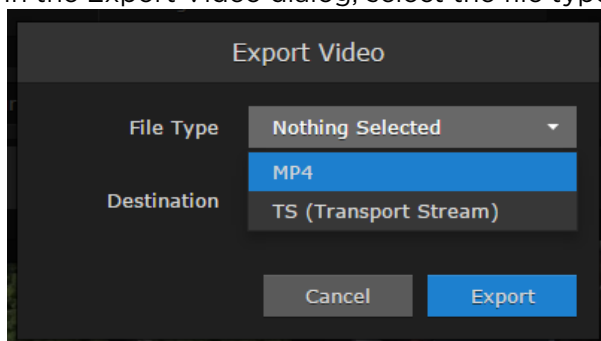 In the Export Video dialog, select the file type
Export Video
File Type
Nothing Selected
MP4
Destination
TS (Transport Stream)
Cancel
Export